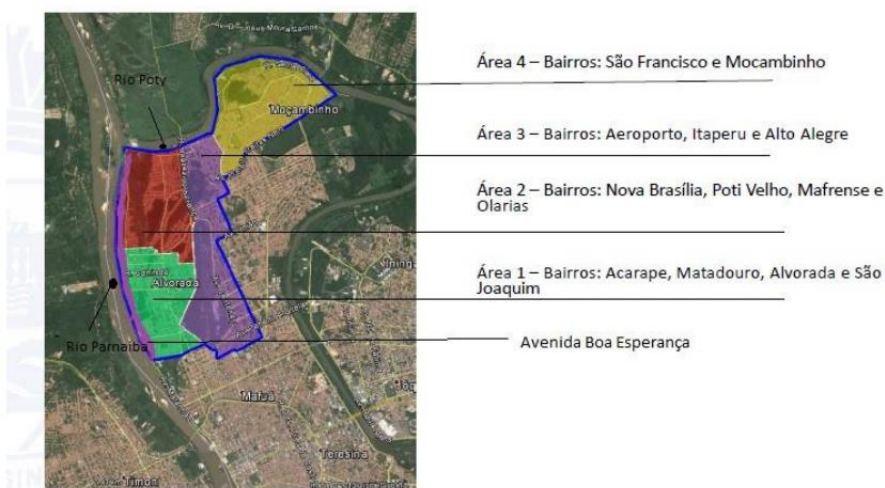 Área 4 – Bairros: São Francisco e Mocambinho
Rio Poty
Moçambinho
Área 3 – Bairros: Aeroporto, Itaperu e Alto Alegre
Área 2 – Bairros: Nova Brasília, Poti Velho, Mafrense e
Olarias
Área 1 – Bairros: Acarape, Matadouro, Alvorada e São
Joaquim
Alvorada
Rio Parnaiba
Avenida Boa Esperança
Mafuá
Teresina
Timon